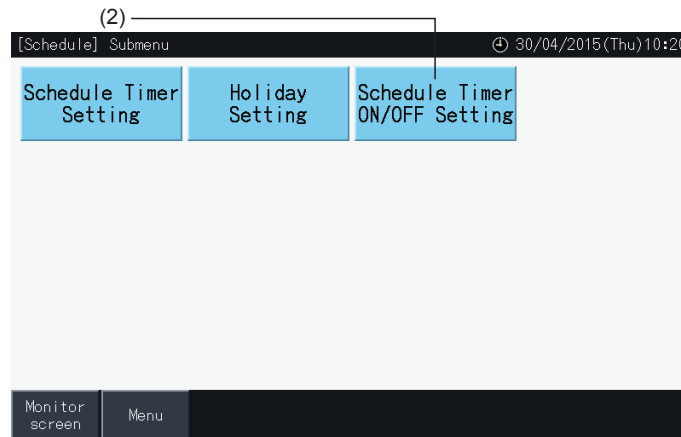 (2)
[Schedule] Submenu 30/04/2015(Thu)10:20
Schedule Timer
Setting
Holiday
Setting
Schedule Timer
ON/OFF Setting
Monitor
screen
Menu